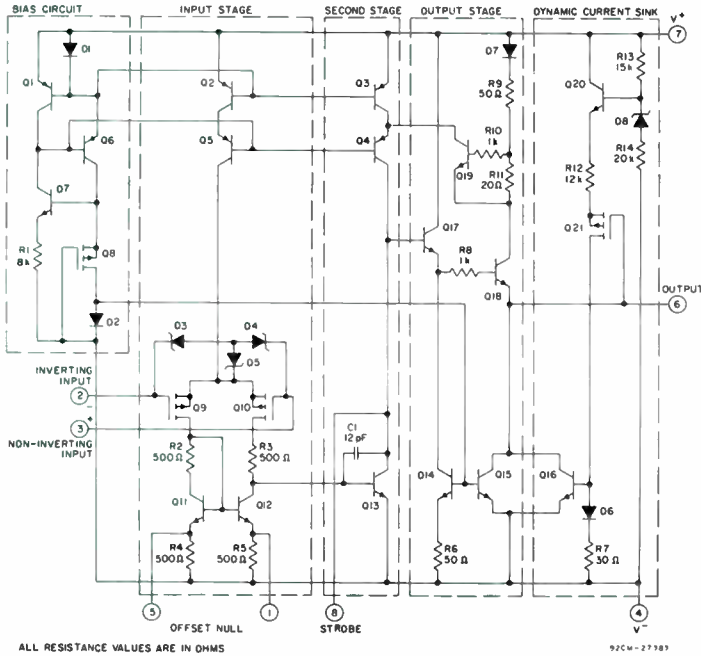 BIAS CIRCUIT
INPUT STAGE
SECOND STAGE
OUTPUT STAGE
DYNAMIC CURRENT SINK
V+
7
D1
Q1
Q2
Q3
D7
R9
50Ω
Q20
R13
15k
D8
Q6
Q5
Q4
R10
1k
Q19
R11
20Ω
R14
20k
R12
12k
D7
R1
8k
Q8
Q17
R8
1k
Q18
Q21
OUTPUT
6
D2
D3
D4
D5
INVERTING
INPUT
2
-
Q9
Q10
3
+
NON-INVERTING
INPUT
R2
500Ω
R3
500Ω
C1
12pF
Q11
Q12
Q13
Q14
Q15
Q16
D6
R4
500Ω
R5
500Ω
R6
50Ω
R7
30Ω
5
1
8
4
OFFSET NULL
STROBE
V-
ALL RESISTANCE VALUES ARE IN OHMS